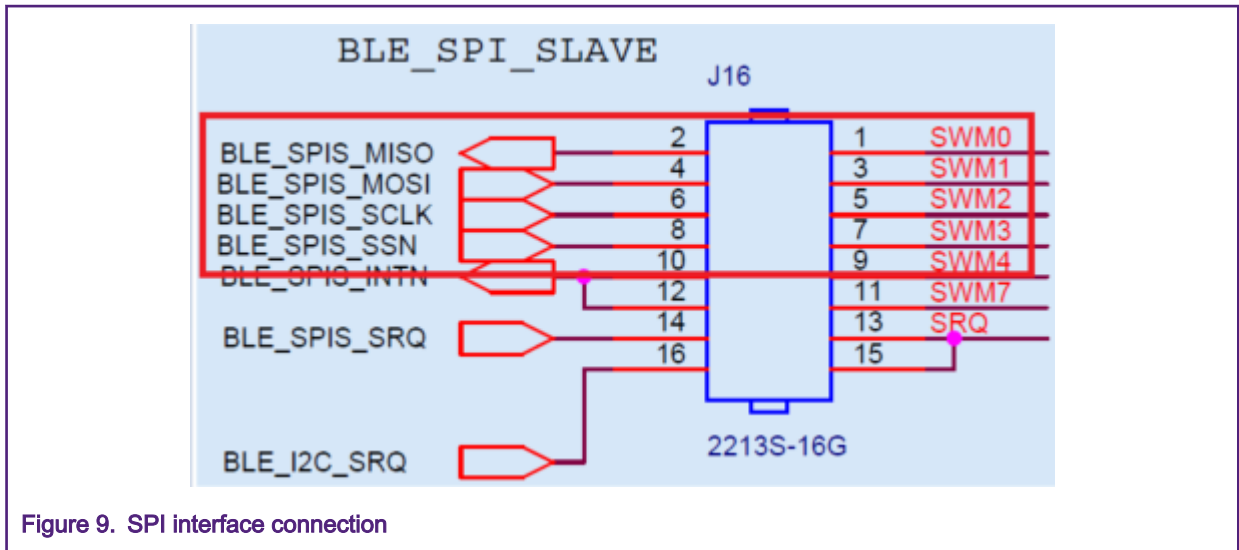 BLE_SPI_SLAVE
J16
BLE_SPIS_MISO 2 1 SWM0
BLE_SPIS_MOSI 4 3 SWM1
BLE_SPIS_SCLK 6 5 SWM2
BLE_SPIS_SSN 8 7 SWM3
BLE_SPIS_INTN 10 9 SWM4
12 11 SWM7
BLE_SPIS_SRQ 14 13 SRQ
16 15
BLE_I2C_SRQ
2213S-16G
Figure 9. SPI interface connection